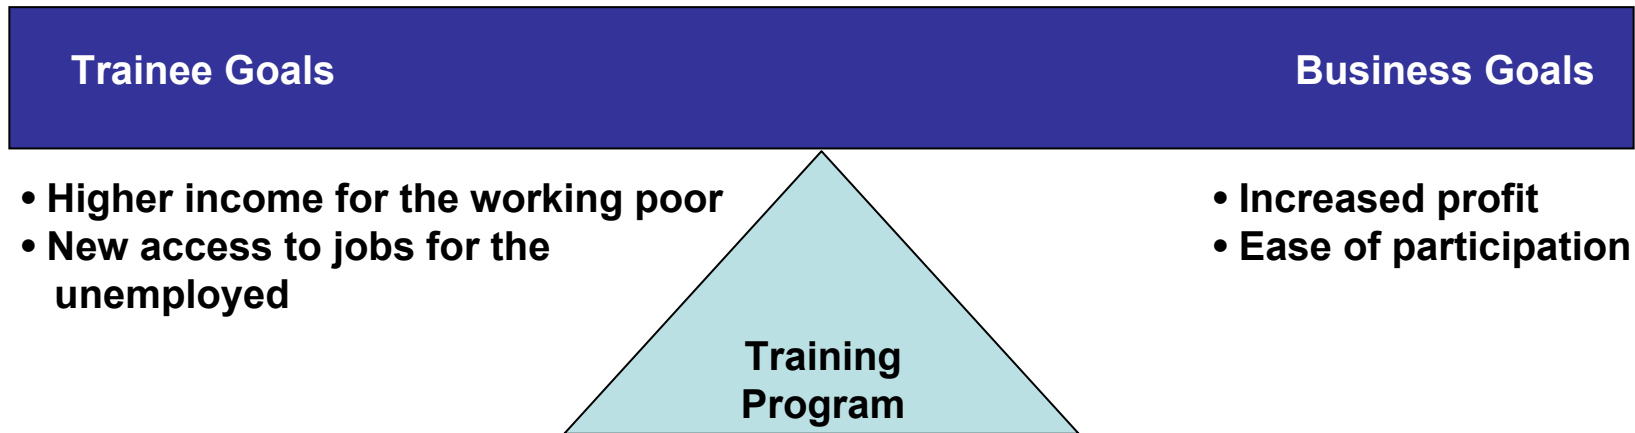 Trainee Goals
Business Goals
• Higher income for the working poor
• New access to jobs for the
unemployed
• Increased profit
• Ease of participation
Training
Program